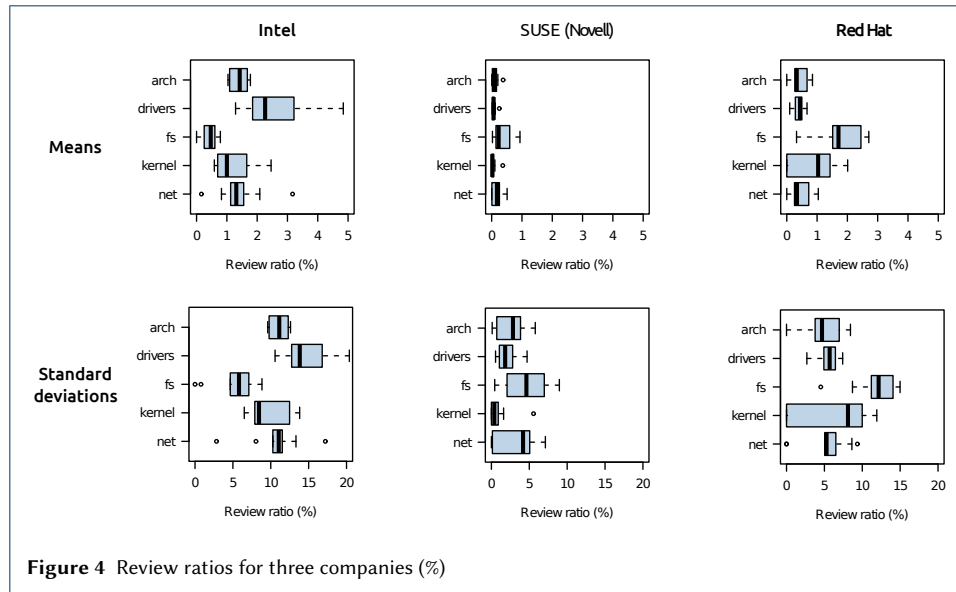 Intel
SUSE (Novell)
Red Hat
Means
arch
drivers
fs
kernel
net
0 1 2 3 4 5
Review ratio (%)
arch
drivers
fs
kernel
net
0 1 2 3 4 5
Review ratio (%)
arch
drivers
fs
kernel
net
0 1 2 3 4 5
Review ratio (%)
Standard
deviations
arch
drivers
fs
kernel
net
0 5 10 15 20
Review ratio (%)
arch
drivers
fs
kernel
net
0 5 10 15 20
Review ratio (%)
arch
drivers
fs
kernel
net
0 5 10 15 20
Review ratio (%)
Figure 4 Review ratios for three companies (%)